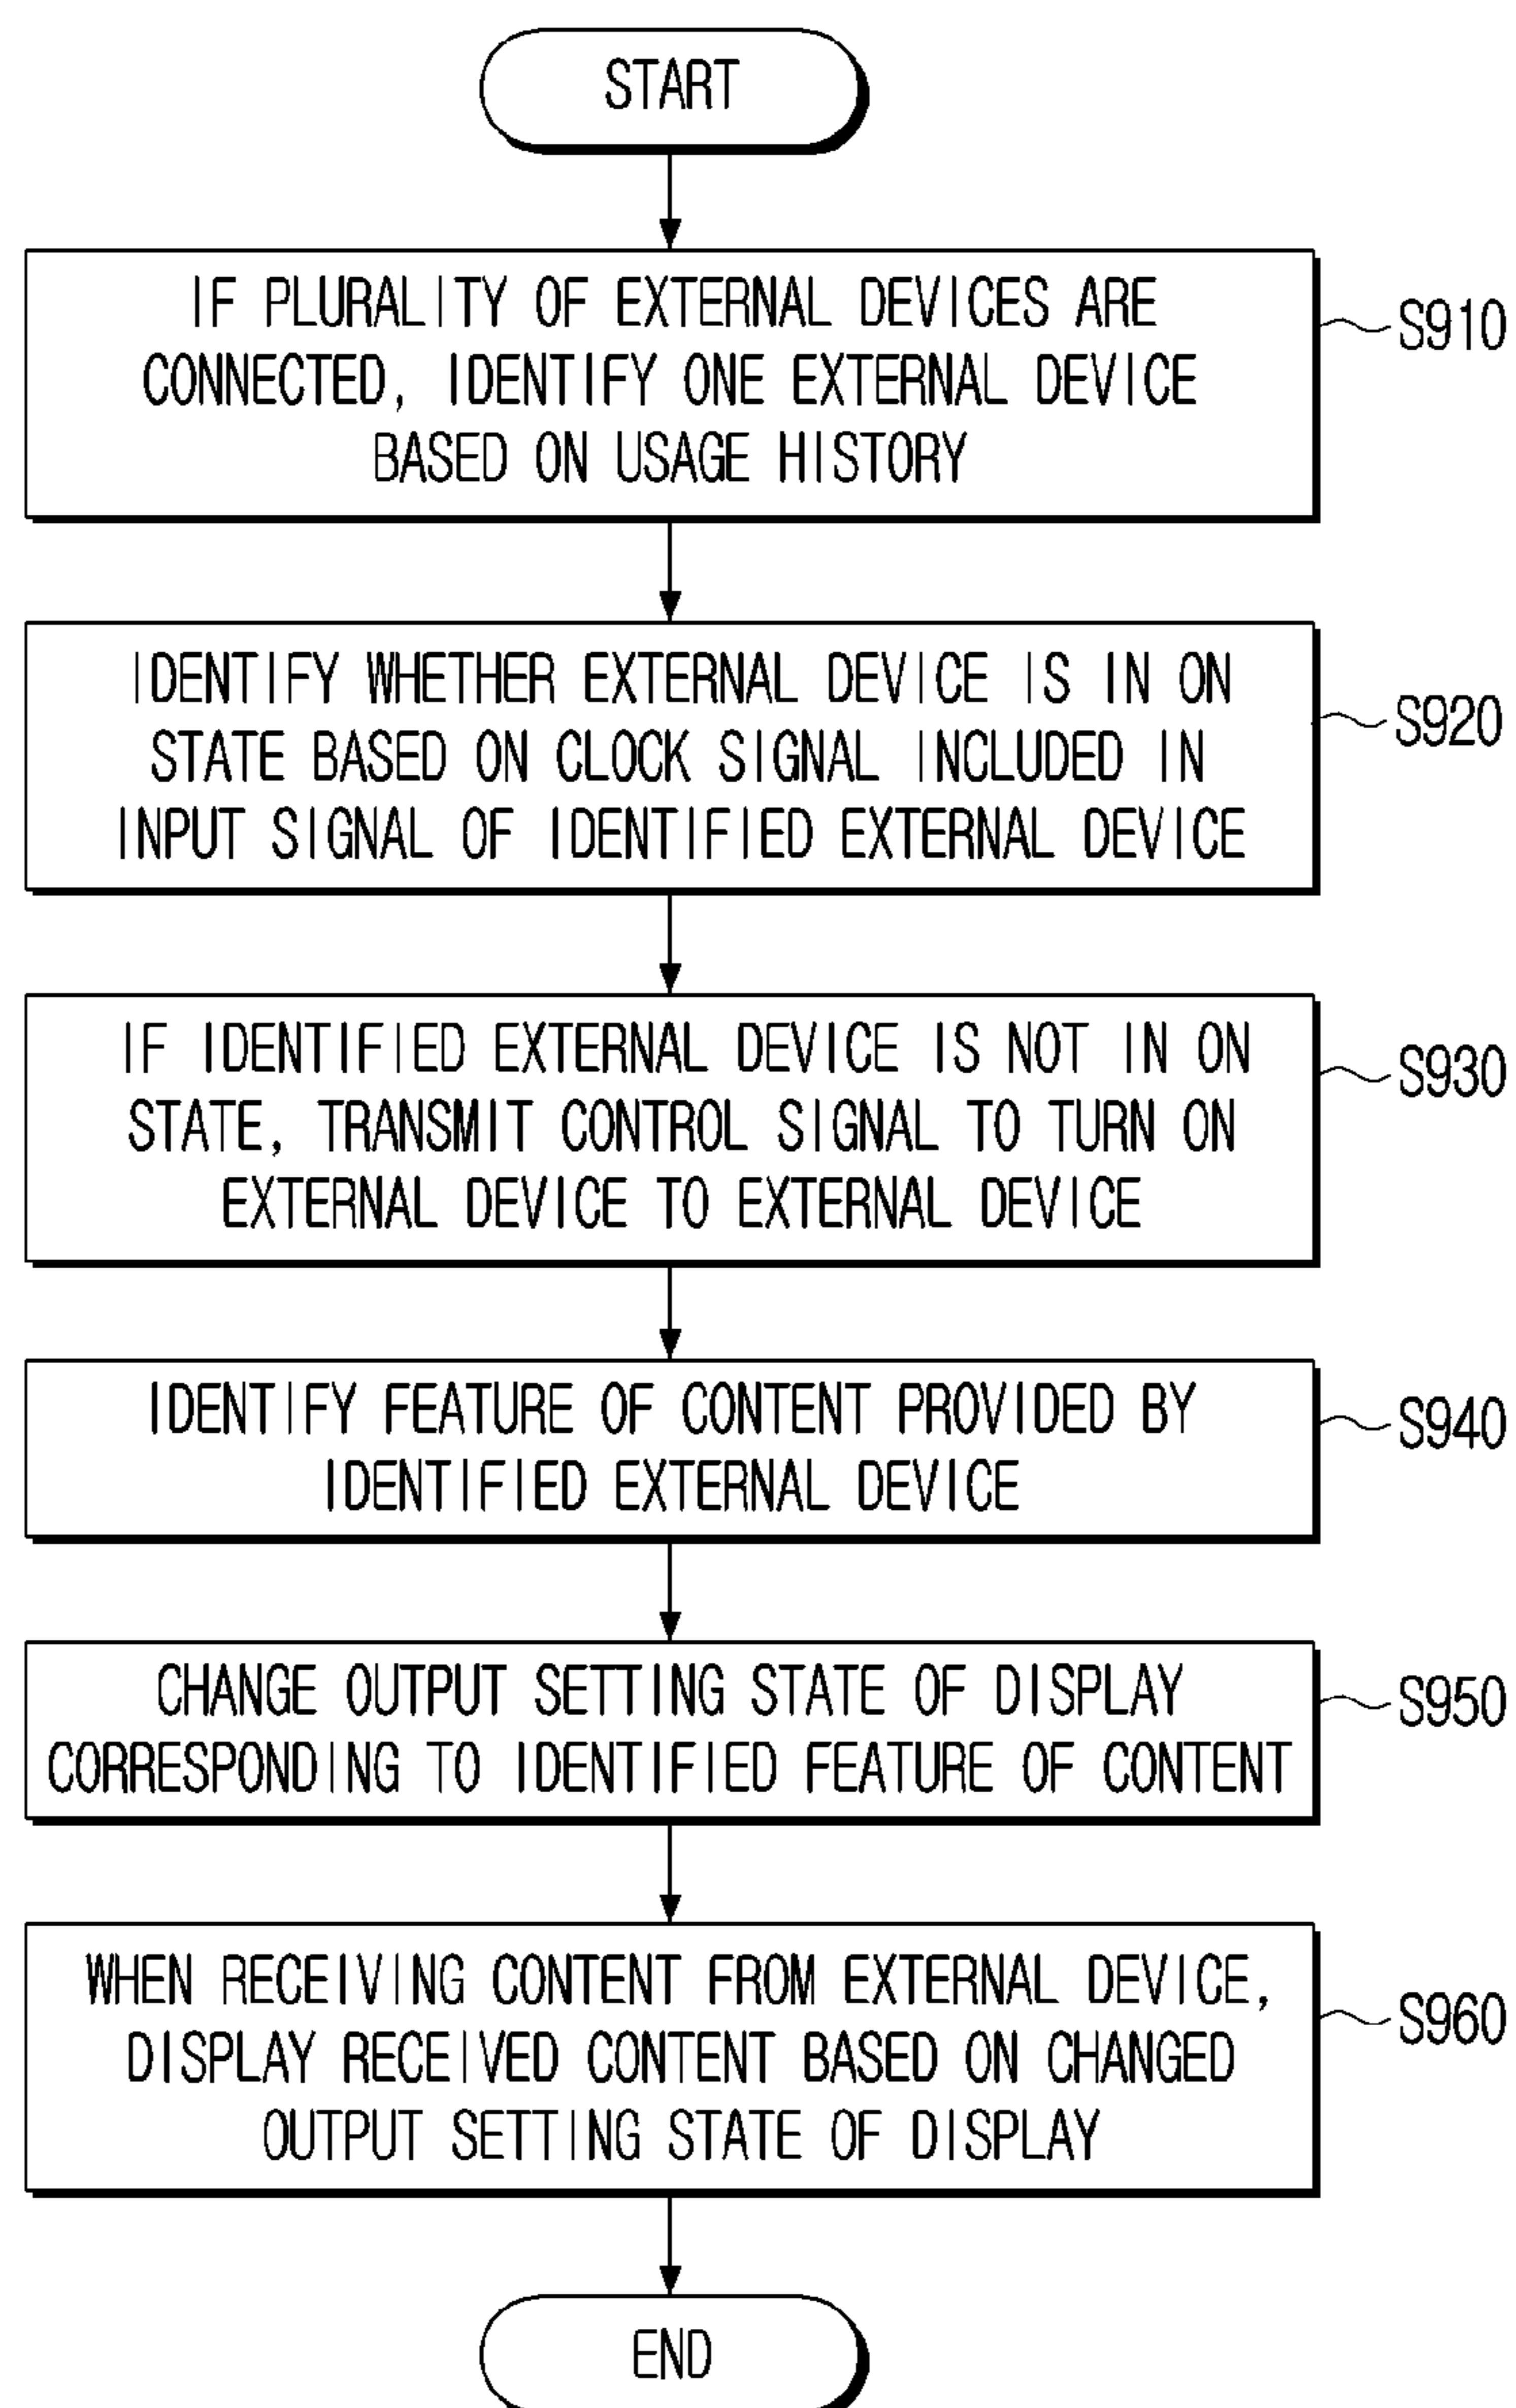 START
IF PLURALITY OF EXTERNAL DEVICES ARE
CONNECTED, IDENTIFY ONE EXTERNAL DEVICE
BASED ON USAGE HISTORY
S910
IDENTIFY WHETHER EXTERNAL DEVICE IS IN ON
STATE BASED ON CLOCK SIGNAL INCLUDED IN
INPUT SIGNAL OF IDENTIFIED EXTERNAL DEVICE
S920
IF IDENTIFIED EXTERNAL DEVICE IS NOT IN ON
STATE, TRANSMIT CONTROL SIGNAL TO TURN ON
EXTERNAL DEVICE TO EXTERNAL DEVICE
S930
IDENTIFY FEATURE OF CONTENT PROVIDED BY
IDENTIFIED EXTERNAL DEVICE
S940
CHANGE OUTPUT SETTING STATE OF DISPLAY
CORRESPONDING TO IDENTIFIED FEATURE OF CONTENT
S950
WHEN RECEIVING CONTENT FROM EXTERNAL DEVICE,
DISPLAY RECEIVED CONTENT BASED ON CHANGED
OUTPUT SETTING STATE OF DISPLAY
S960
END